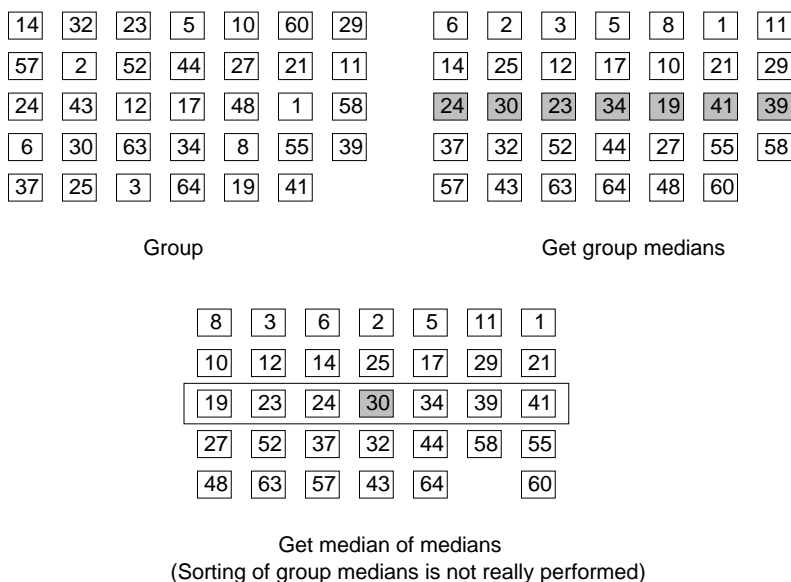 14 32 23 5 10 60 29
57 2 52 44 27 21 11
24 43 12 17 48 1 58
6 30 63 34 8 55 39
37 25 3 64 19 41
Group
6 2 3 5 8 1 11
14 25 12 17 10 21 29
24 30 23 34 19 41 39
37 32 52 44 27 55 58
57 43 63 64 48 60
Get group medians
8 3 6 2 5 11 1
10 12 14 25 17 29 21
19 23 24 30 34 39 41
27 52 37 32 44 58 55
48 63 57 43 64 60
Get median of medians
(Sorting of group medians is not really performed)